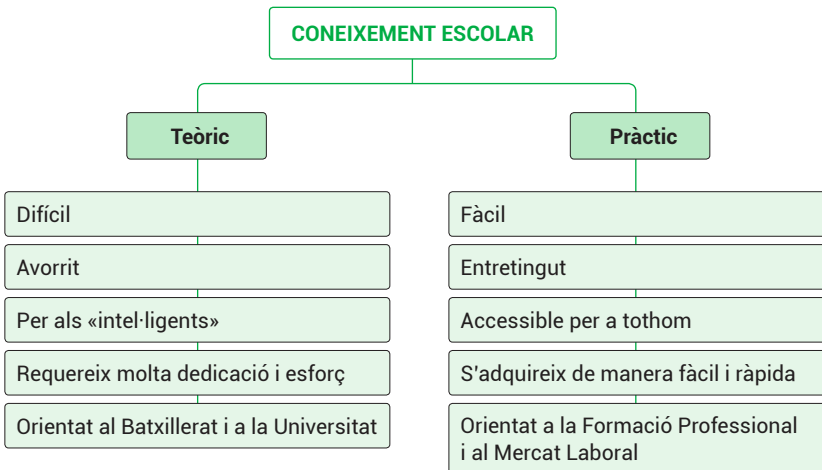 CONEIXEMENT ESCOLAR
Teòric
Difícil
Avorrit
Per als «intel·ligents»
Requereix molta dedicació i esforç
Orientat al Batxillerat i a la Universitat
Pràctic
Fàcil
Entretingut
Accessible per a tothom
S'adquireix de manera fàcil i ràpida
Orientat a la Formació Professional
i al Mercat Laboral